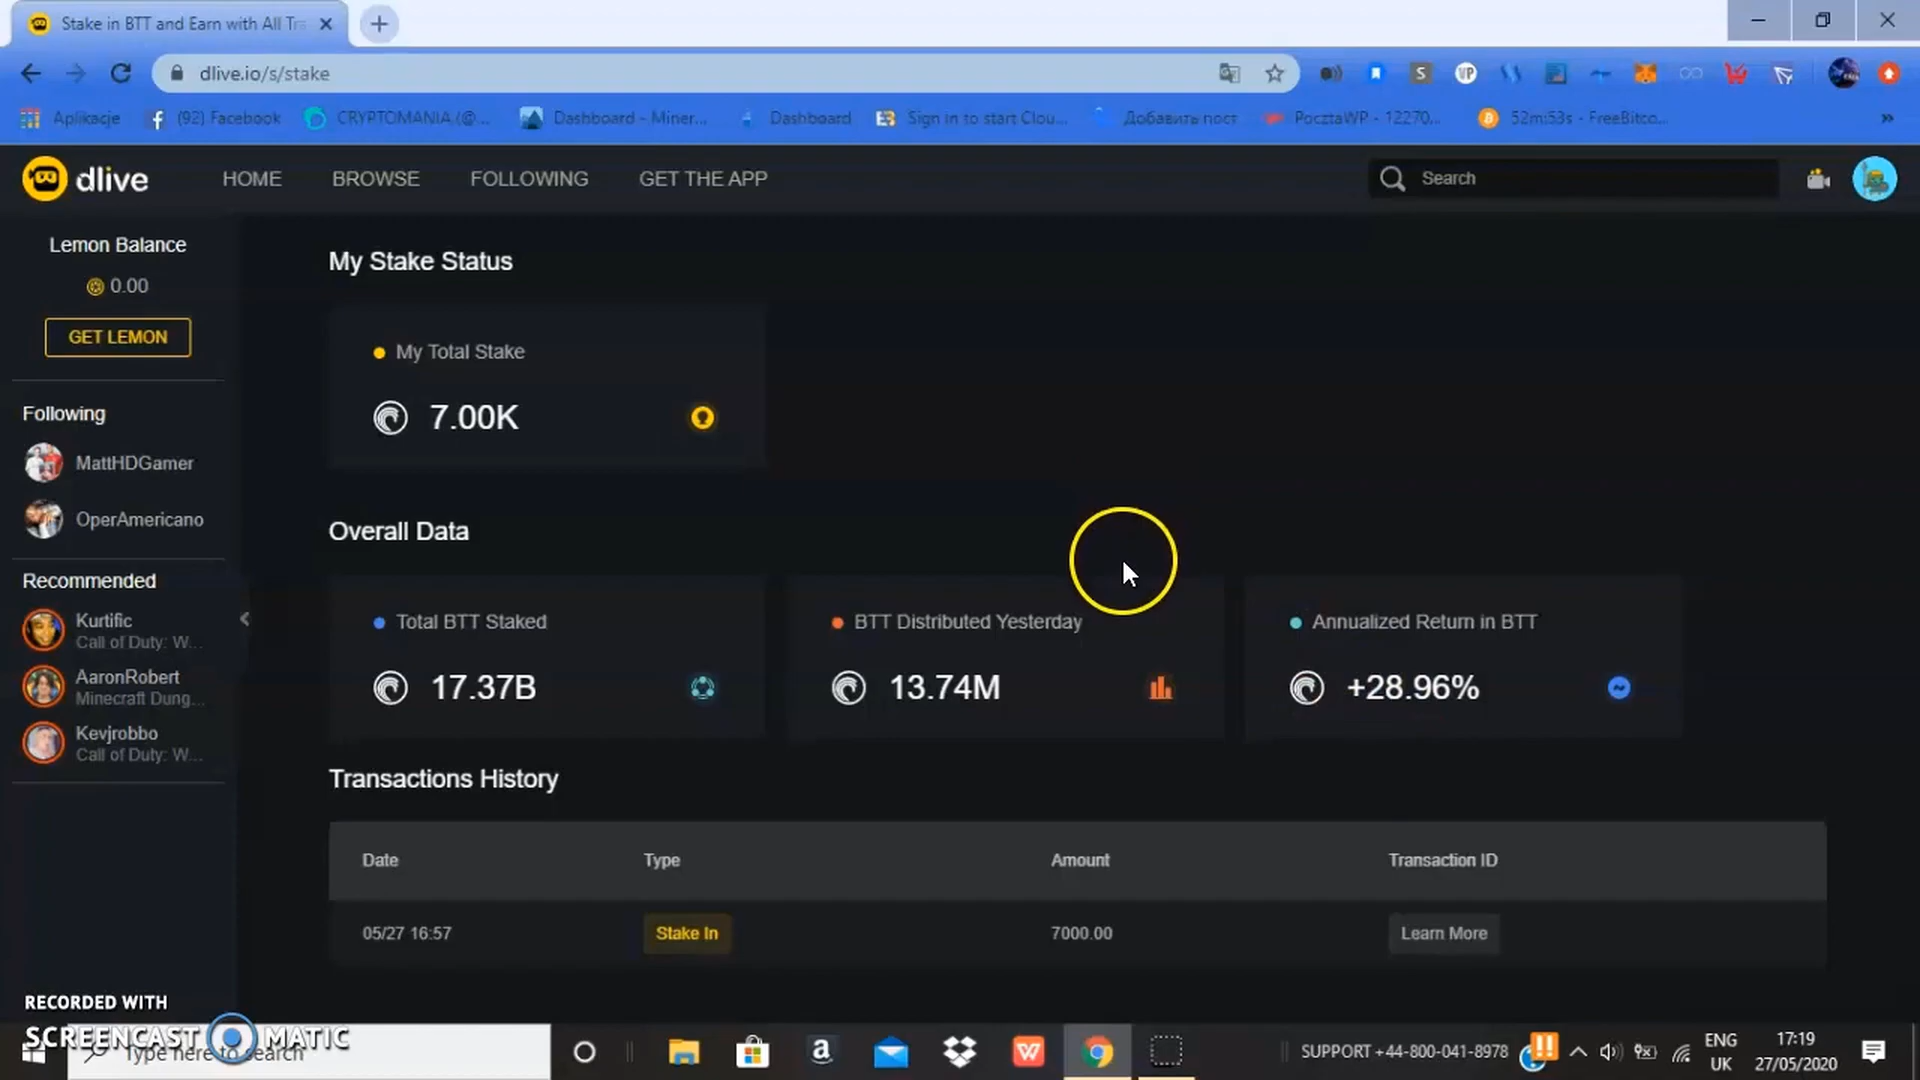 Stake in BTT and Earn with All Tra
dlive.io/s/stake
Aplikacje
(92) Facebook
CRYPTOMANIA (@...
Dashboard - Miner...
Dashboard
Sign in to start Clou...
Добавить пост
PocztaWP - 12270...
52m:53s - FreeBitco...
dlive
HOME
BROWSE
FOLLOWING
GET THE APP
Search
Lemon Balance
0.00
GET LEMON
Following
MattHDGamer
OperAmericano
Recommended
Kurtific
Call of Duty: W...
AaronRobert
Minecraft Dung...
Kevjrobbo
Call of Duty: W...
My Stake Status
My Total Stake
7.00K
Overall Data
Total BTT Staked
17.37B
BTT Distributed Yesterday
13.74M
Annualized Return in BTT
+28.96%
Transactions History
Date Type Amount Transaction ID
05/27 16:57 Stake In 7000.00 Learn More
RECORDED WITH
SCREENCAST MATIC
Type here to search
SUPPORT +44-800-041-8978
ENG
UK
17:19
27/05/2020